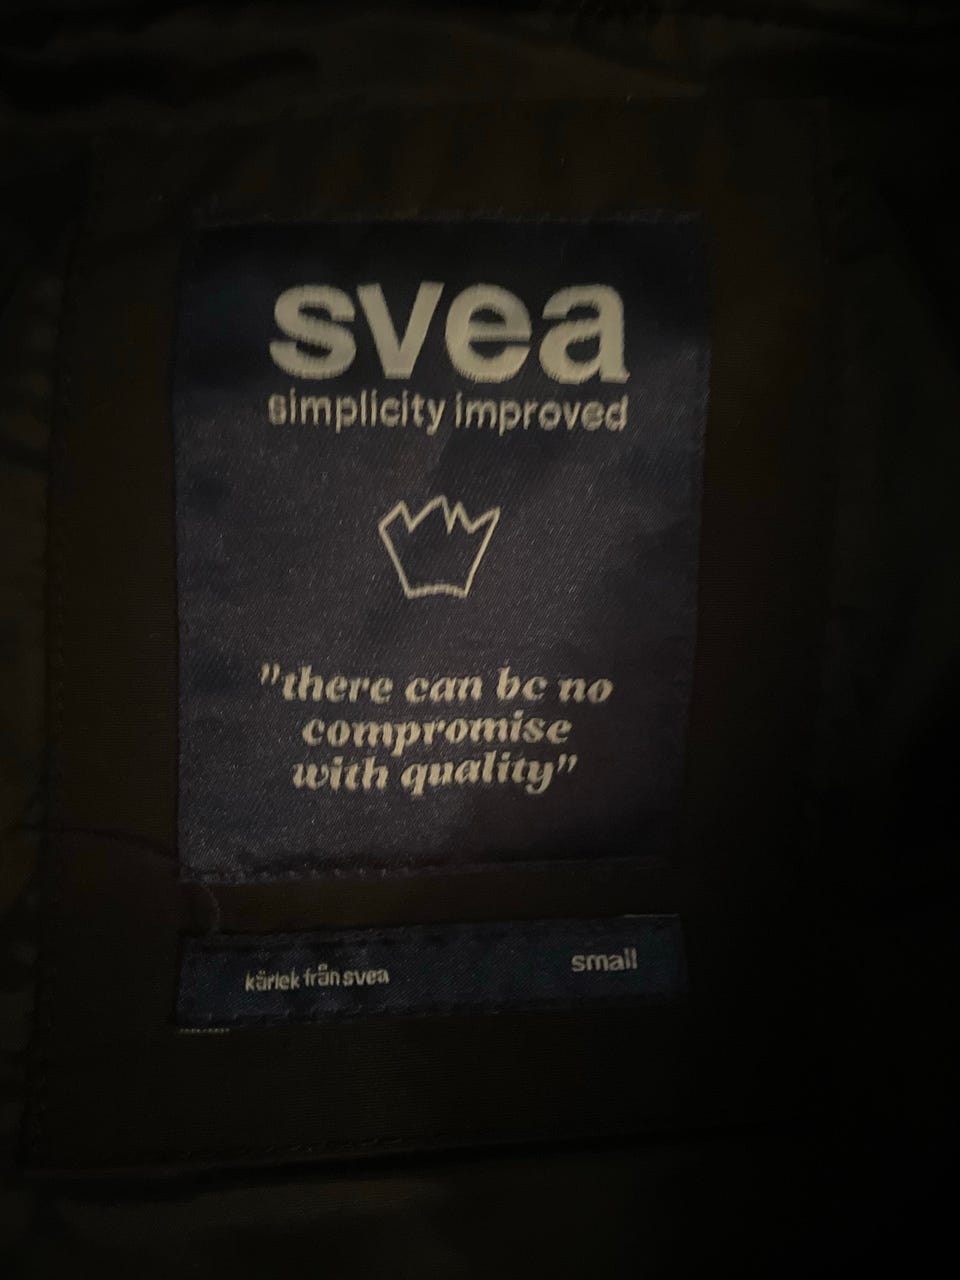 svea
simplicity improved
"there can be no
compromise
with quality"
kärlek från svea
small